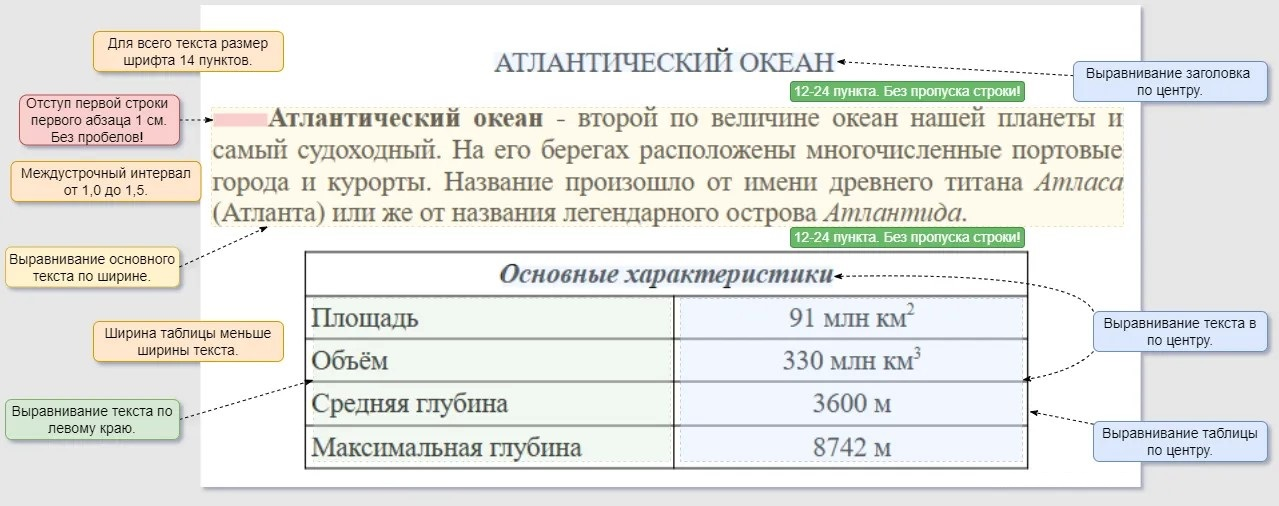 Для всего текста размер
шрифта 14 пунктов.
АТЛАНТИЧЕСКИЙ ОКЕАН
Выравнивание заголовка
по центру.
12-24 пункта. Без пропуска строки!
Отступ первой строки
первого абзаца 1 см.
Без пробелов!
Атлантический океан - второй по величине океан нашей планеты и
самый судоходный. На его берегах расположены многочисленные портовые
города и курорты. Название произошло от имени древнего титана Атласа
(Атланта) или же от названия легендарного острова Атлантида.
Междустрочный интервал
от 1,0 до 1,5.
12-24 пункта. Без пропуска строки!
Выравнивание основного
текста по ширине.
Основные характеристики
Площадь 91 млн км²
Объём 330 млн км³
Средняя глубина 3600 м
Максимальная глубина 8742 м
Ширина таблицы меньше
ширины текста.
Выравнивание текста в
по центру.
Выравнивание текста по
левому краю.
Выравнивание таблицы
по центру.